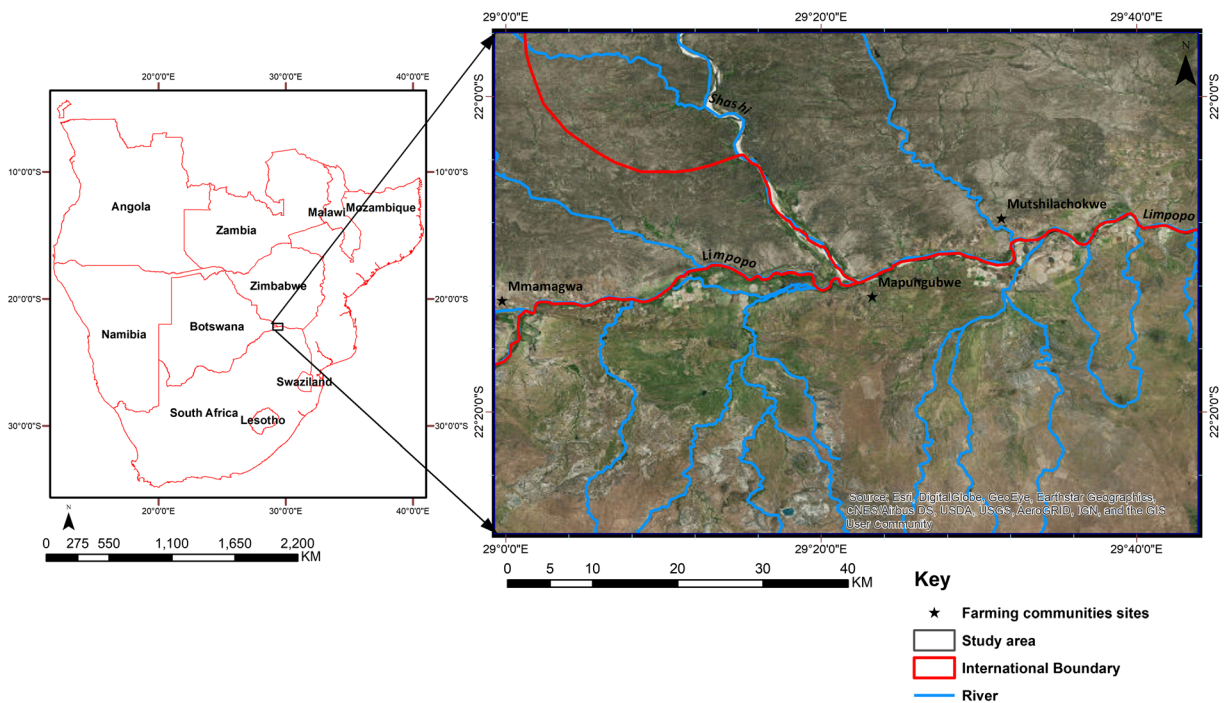 20°0'0"E
30°0'0"E
40°0'0"E
10°0'0"S
10°0'0"S
Angola
Malawi
Mozambique
Zambia
Zimbabwe
20°0'0"S
20°0'0"S
Namibia
Botswana
Swaziland
South Africa
Lesotho
30°0'0"S
30°0'0"S
20°0'0"E
30°0'0"E
40°0'0"E
N
0 275 550 1,100 1,650 2,200
KM
29°0'0"E
29°20'0"E
29°40'0"E
N
22°0'0"S
22°0'0"S
Shashi
Mutshilachokwe
Limpopo
Limpopo
Mmamagwa
Mapungubwe
22°20'0"S
22°20'0"S
Source: Esri, DigitalGlobe, GeoEye, Earthstar Geographics,
CNES/Airbus DS, USDA, USGS, AeroGRID, IGN, and the GIS
User Community
29°0'0"E
29°20'0"E
29°40'0"E
0 5 10 20 30 40
KM
Key
Farming communities sites
Study area
International Boundary
River